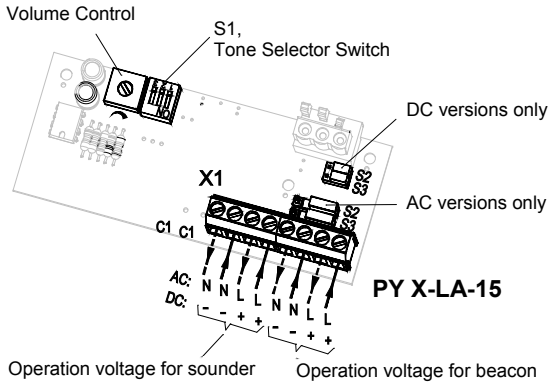 Volume Control
S1,
Tone Selector Switch
DC versions only
ON
S2
S3
X1
AC versions only
S2
S3
C1 C1
AC: N N L L N N L L
DC: - - + + - - + +
PY X-LA-15
Operation voltage for sounder
Operation voltage for beacon